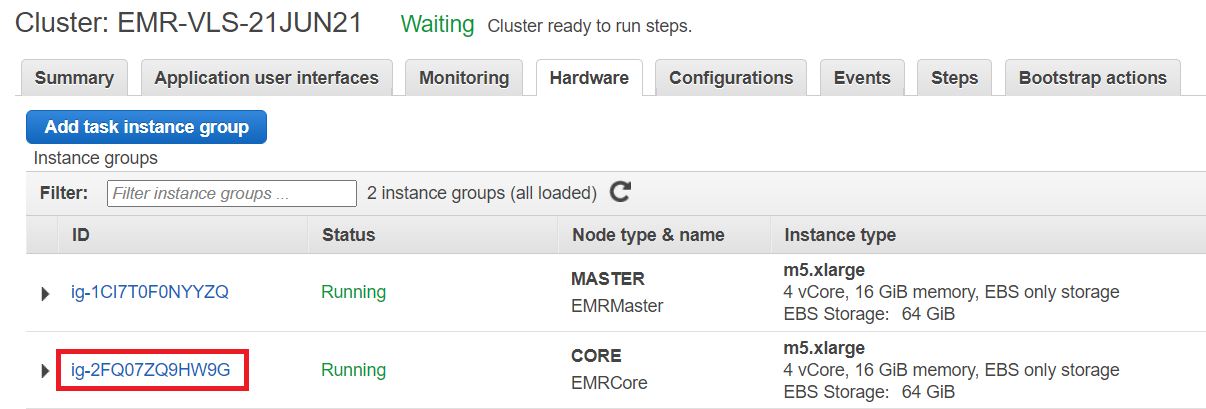 Cluster: EMR-VLS-21JUN21 Waiting Cluster ready to run steps.
Summary Application user interfaces Monitoring Hardware Configurations Events Steps Bootstrap actions
Add task instance group
Instance groups
Filter: Filter instance groups ... 2 instance groups (all loaded)
ID Status Node type & name Instance type
ig-1CI7T0F0NYYZQ Running MASTER m5.xlarge
EMRMaster 4 vCore, 16 GiB memory, EBS only storage
EBS Storage: 64 GiB
ig-2FQ07ZQ9HW9G Running CORE m5.xlarge
EMRCore 4 vCore, 16 GiB memory, EBS only storage
EBS Storage: 64 GiB